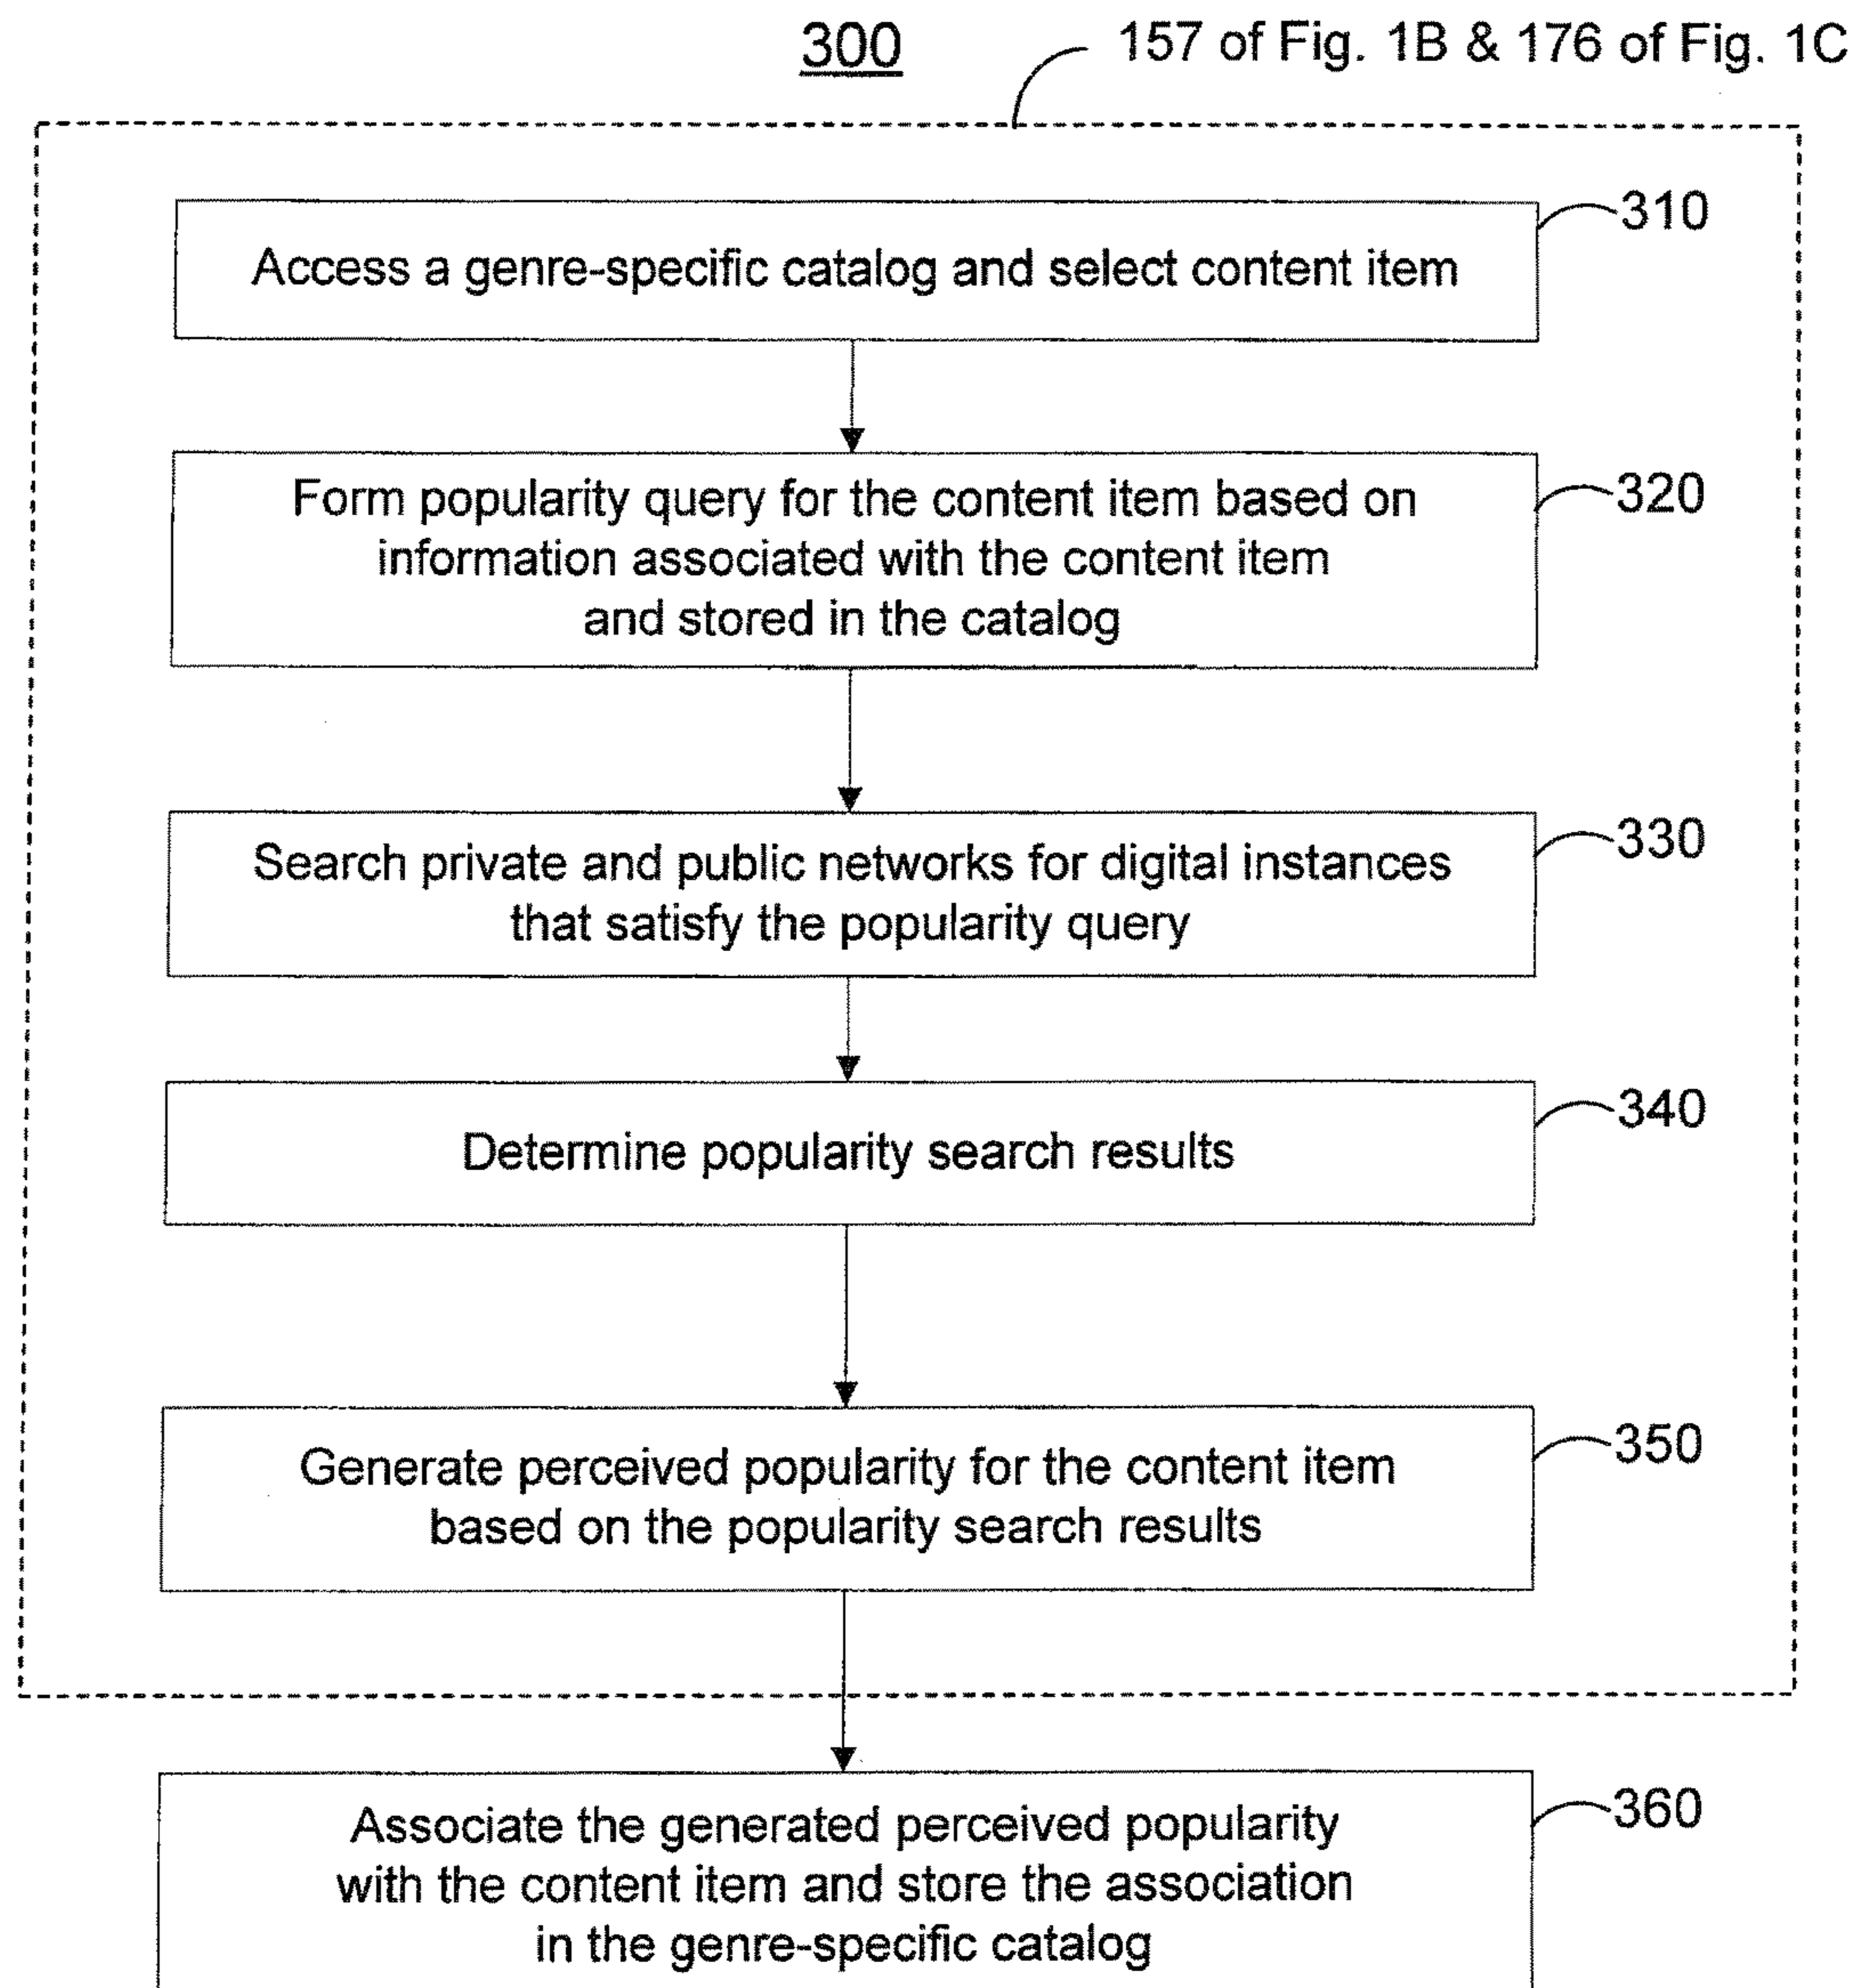 300
157 of Fig. 1B & 176 of Fig. 1C
310
Access a genre-specific catalog and select content item
320
Form popularity query for the content item based on
information associated with the content item
and stored in the catalog
330
Search private and public networks for digital instances
that satisfy the popularity query
340
Determine popularity search results
350
Generate perceived popularity for the content item
based on the popularity search results
360
Associate the generated perceived popularity
with the content item and store the association
in the genre-specific catalog